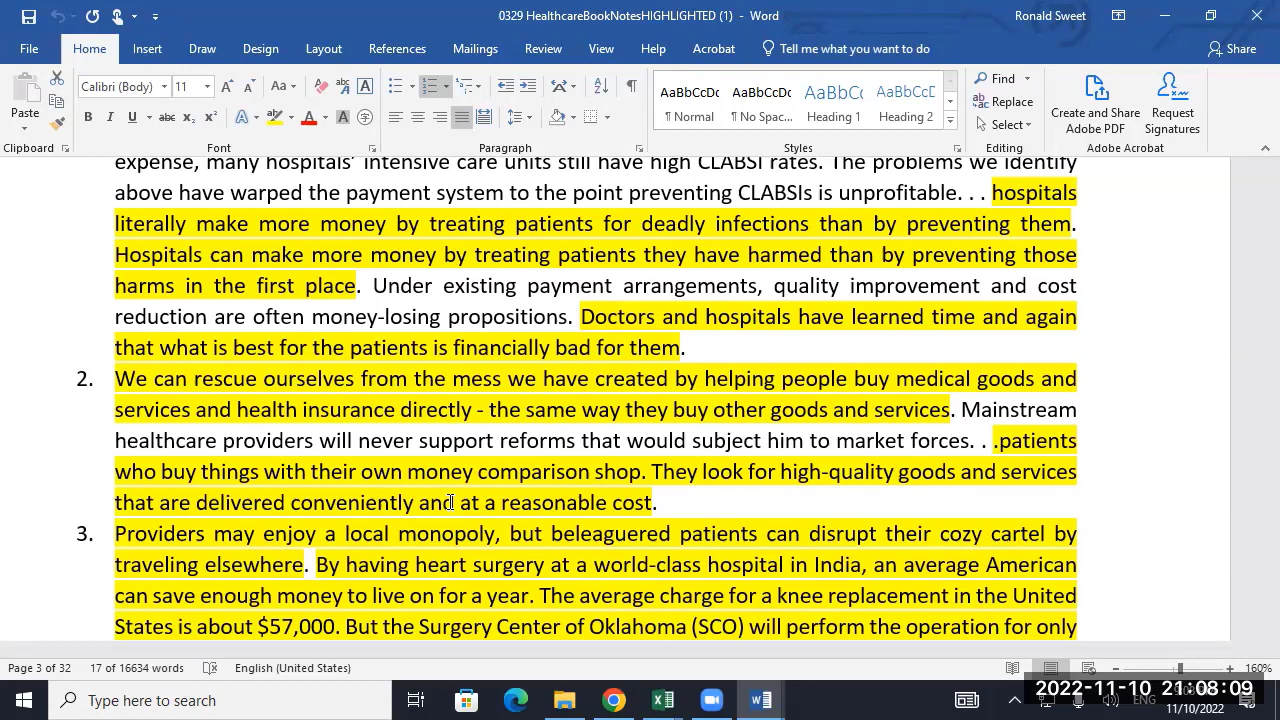 0329 HealthcareBookNotesHIGHLIGHTED (1) - Word
Ronald Sweet
File Home Insert Draw Design Layout References Mailings Review View Help Acrobat Tell me what you want to do Share
Paste
Calibri (Body) 11
Aa
AaBbCcDc AaBbCcDc AaBbCc AaBbCcD
¶ Normal ¶ No Spac... Heading 1 Heading 2
Find
Replace
Select
Create and Share
Adobe PDF
Request
Signatures
Clipboard Font Paragraph Styles Editing Adobe Acrobat
expense, many hospitals' intensive care units still have high CLABSI rates. The problems we identify
above have warped the payment system to the point preventing CLABSIs is unprofitable. . . hospitals
literally make more money by treating patients for deadly infections than by preventing them.
Hospitals can make more money by treating patients they have harmed than by preventing those
harms in the first place. Under existing payment arrangements, quality improvement and cost
reduction are often money-losing propositions. Doctors and hospitals have learned time and again
that what is best for the patients is financially bad for them.
2. We can rescue ourselves from the mess we have created by helping people buy medical goods and
services and health insurance directly - the same way they buy other goods and services. Mainstream
healthcare providers will never support reforms that would subject him to market forces. . .patients
who buy things with their own money comparison shop. They look for high-quality goods and services
that are delivered conveniently and at a reasonable cost.
3. Providers may enjoy a local monopoly, but beleaguered patients can disrupt their cozy cartel by
traveling elsewhere. By having heart surgery at a world-class hospital in India, an average American
can save enough money to live on for a year. The average charge for a knee replacement in the United
States is about $57,000. But the Surgery Center of Oklahoma (SCO) will perform the operation for only
Page 3 of 32 17 of 16634 words English (United States) 160%
Type here to search
2022-11-10 21:08:09
ENG
11/10/2022